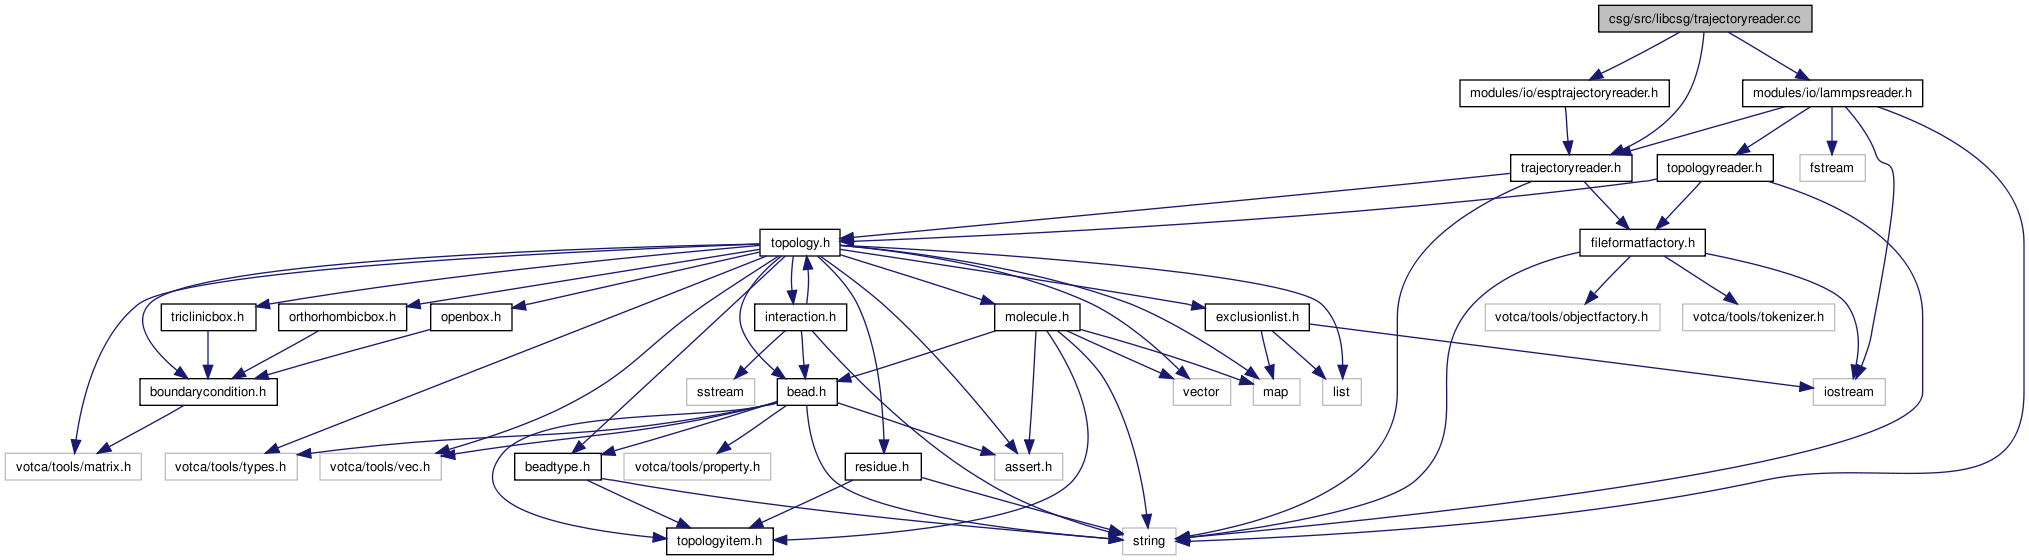 csg/src/libcsg/trajectoryreader.cc
modules/io/esptrajectoryreader.h
modules/io/lammpsreader.h
trajectoryreader.h
topologyreader.h
fstream
topology.h
fileformatfactory.h
triclinicbox.h
orthorhombicbox.h
openbox.h
interaction.h
molecule.h
exclusionlist.h
votca/tools/objectfactory.h
votca/tools/tokenizer.h
boundarycondition.h
sstream
bead.h
vector
map
list
iostream
votca/tools/matrix.h
votca/tools/types.h
votca/tools/vec.h
beadtype.h
votca/tools/property.h
residue.h
assert.h
topologyitem.h
string